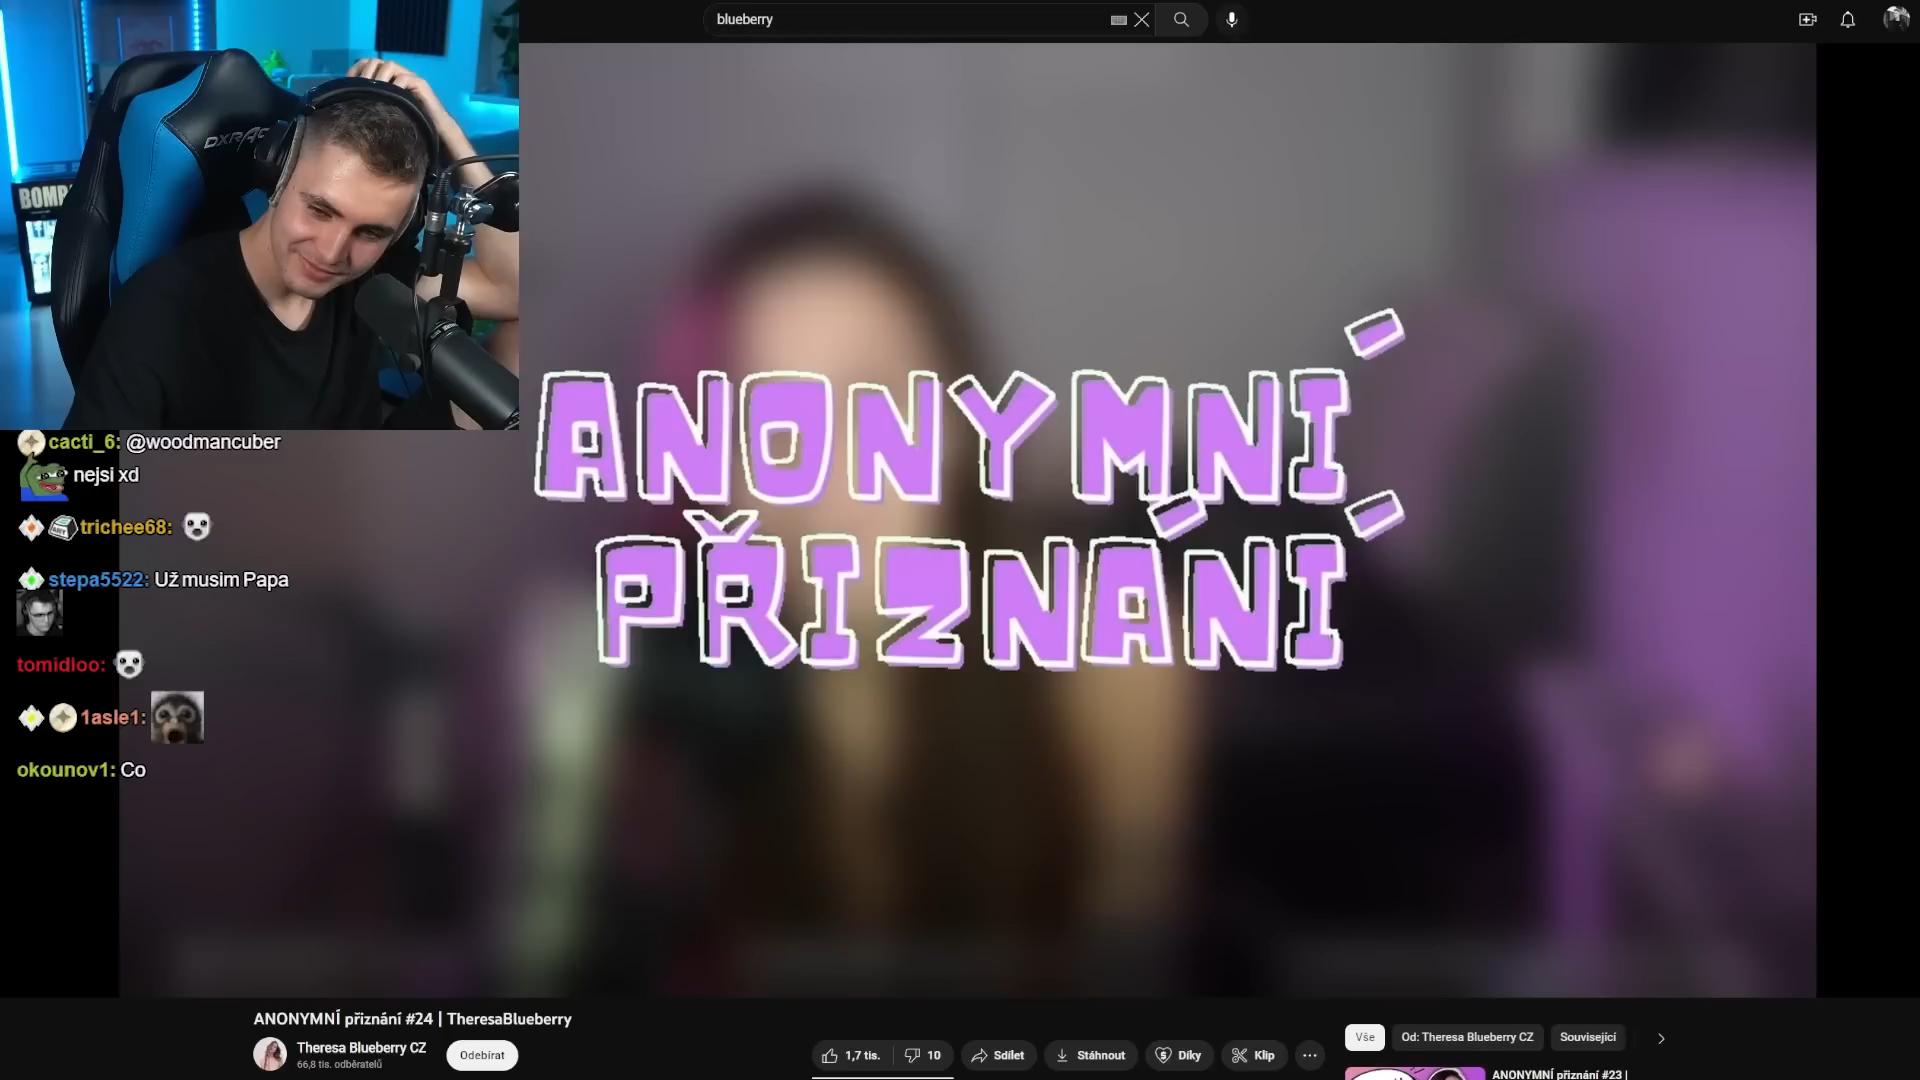 blueberry
DXRAC
BOMB
ANONYMNÍ
PŘIZNÁNÍ
cacti_6: @woodmancuber
nejsi xd
trichee68:
stepa5522: Už musim Papa
tomidloo:
1asle1:
okounov1: Co
ANONYMNÍ přiznání #24 | TheresaBlueberry
Theresa Blueberry CZ
66,8 tis. odběratelů
Odebírat
1,7 tis.
10
Sdílet
Stáhnout
Díky
Klip
Vše
Od: Theresa Blueberry CZ
Související
ANONYMNÍ přiznání #23 |